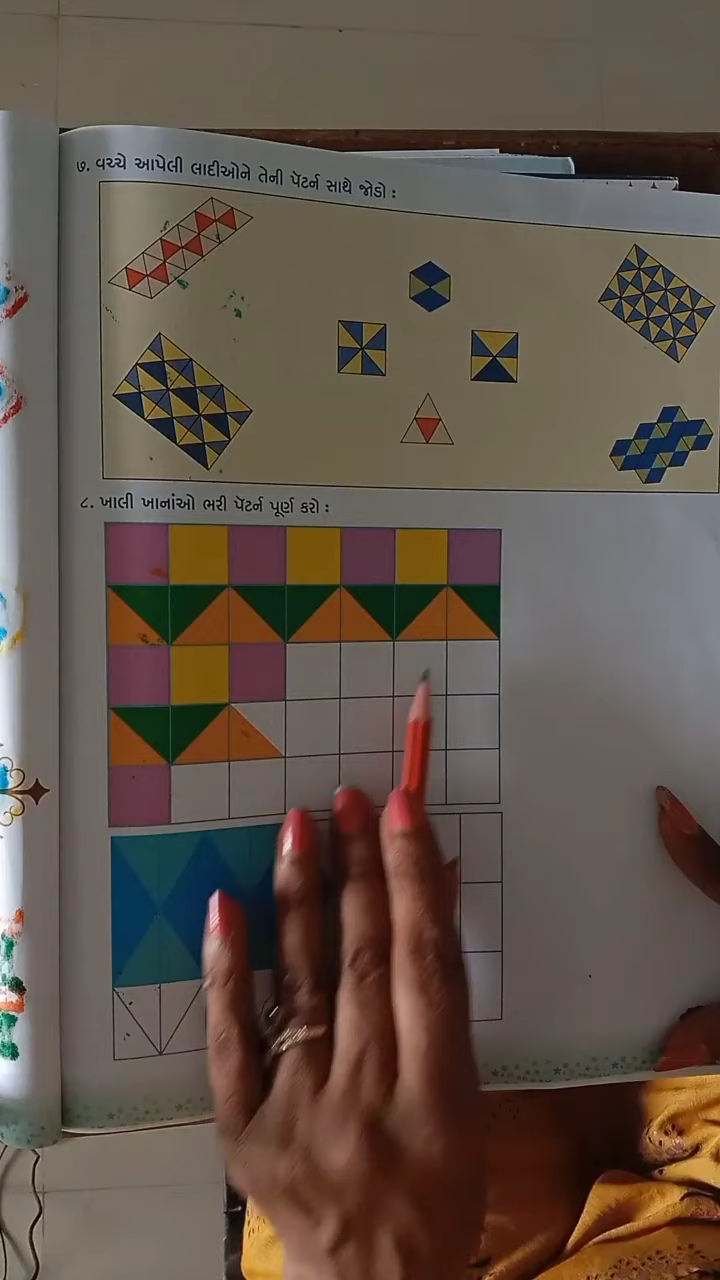 ૭. વચ્ચે આપેલી લાદીઓને તેની પૅટર્ન સાથે જોડો :
૮. ખાલી ખાનાંઓ ભરી પૅટર્ન પૂર્ણ કરો :